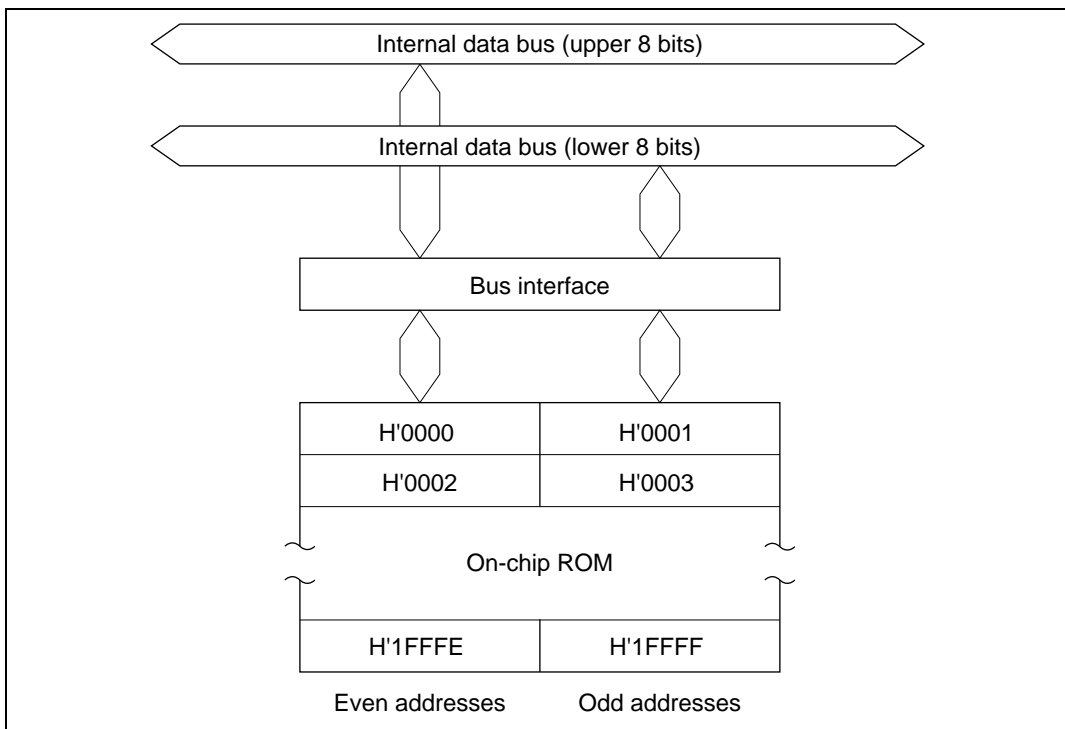 Internal data bus (upper 8 bits)
Internal data bus (lower 8 bits)
Bus interface
H'0000 H'0001
H'0002 H'0003
On-chip ROM
H'1FFFE H'1FFFF
Even addresses Odd addresses